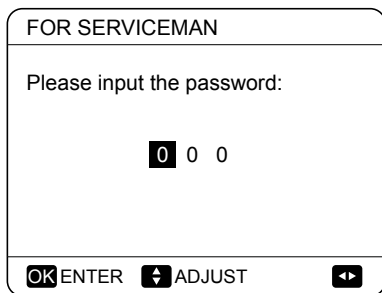 FOR SERVICEMAN
Please input the password:
0 0 0
OK ENTER ADJUST